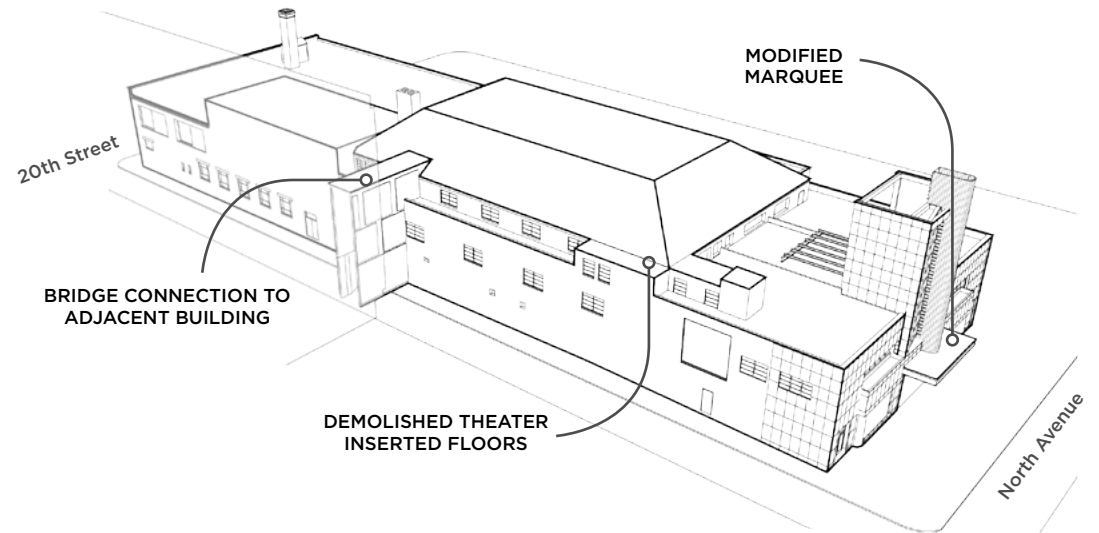 MODIFIED
MARQUEE
20th Street
BRIDGE CONNECTION TO
ADJACENT BUILDING
DEMOLISHED THEATER
INSERTED FLOORS
North Avenue